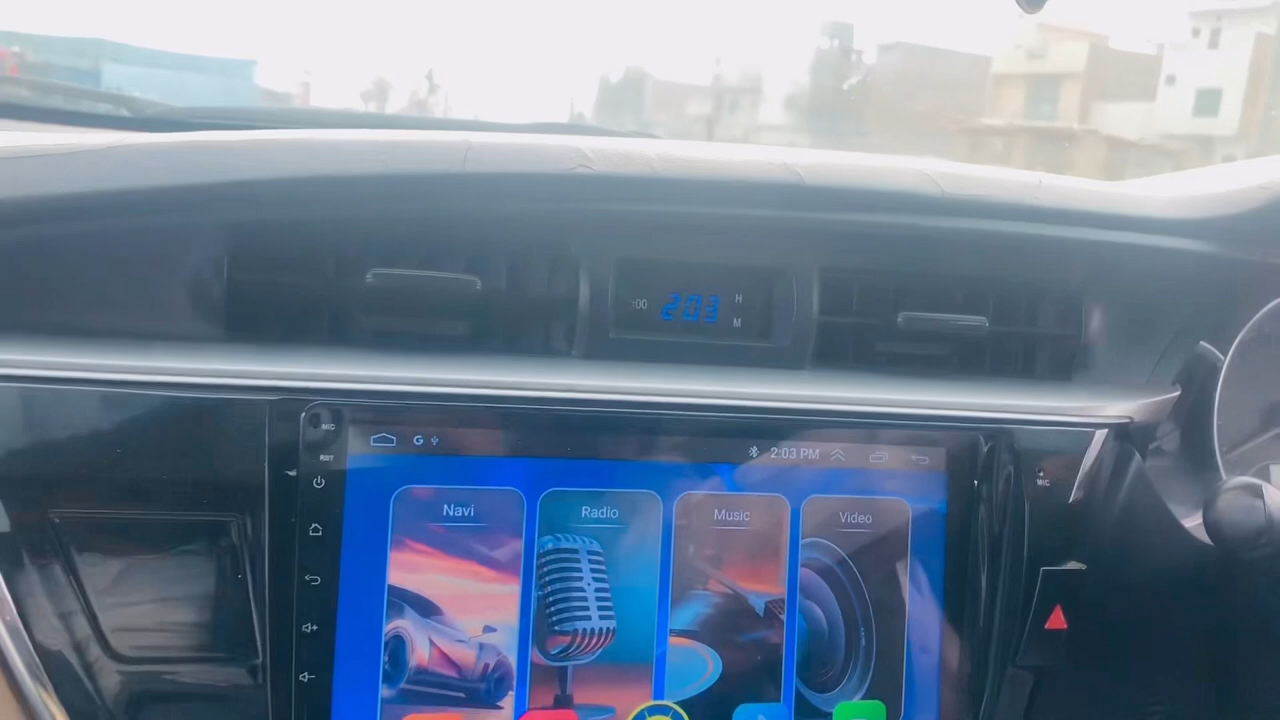 :00
2:03
H
M
MIC
RST
G
2:03 PM
MIC
Navi
Radio
Music
Video